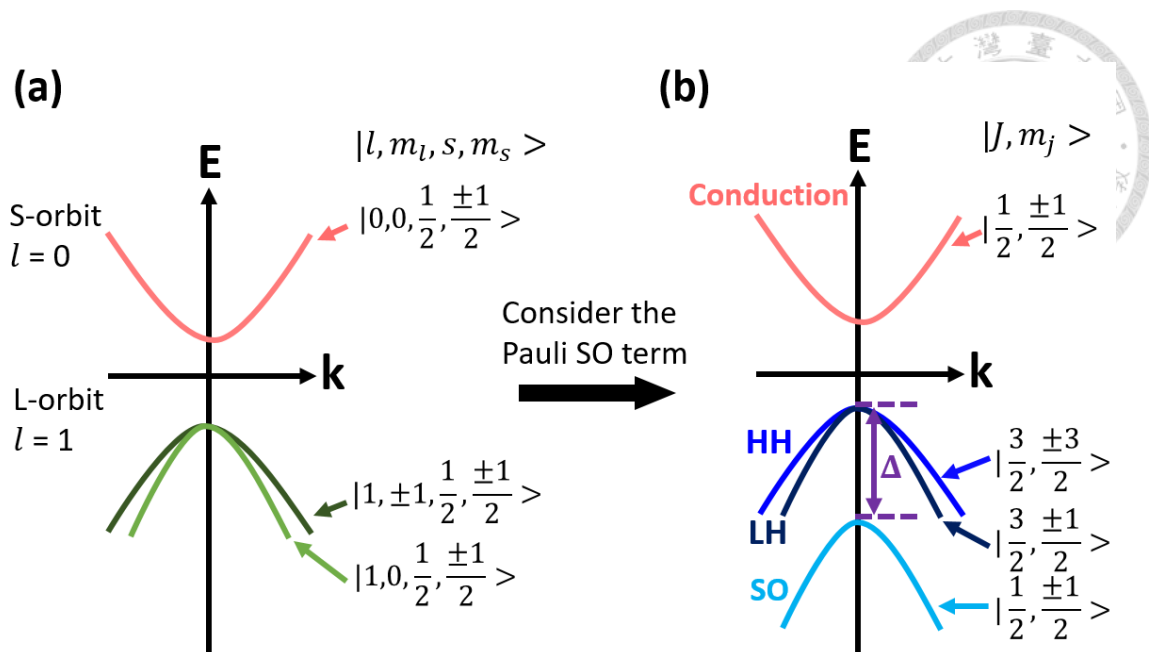 (a)
|l, m_l, s, m_s >
E
S-orbit
l = 0
|0,0, 1/2, ±1/2 >
k
L-orbit
l = 1
|1, ±1, 1/2, ±1/2 >
|1,0, 1/2, ±1/2 >
Consider the
Pauli SO term
(b)
|J, m_j >
E
Conduction
|1/2, ±1/2 >
k
HH
Δ
LH
SO
|3/2, ±3/2 >
|3/2, ±1/2 >
|1/2, ±1/2 >
灣臺